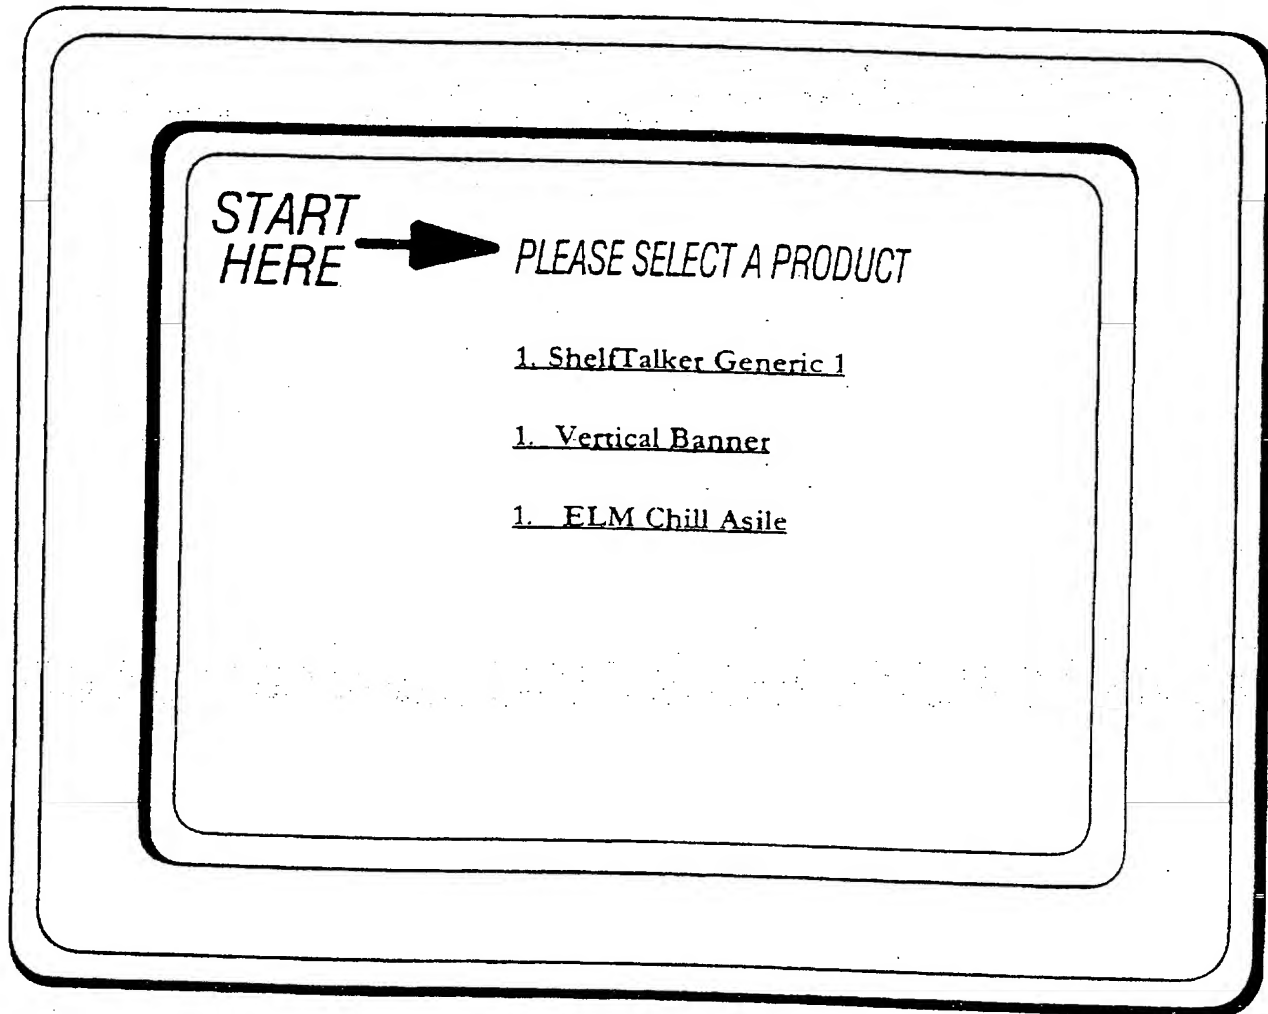 START
HERE
PLEASE SELECT A PRODUCT
1. ShelfTalker Generic 1
1. Vertical Banner
1. ELM Chill Asile